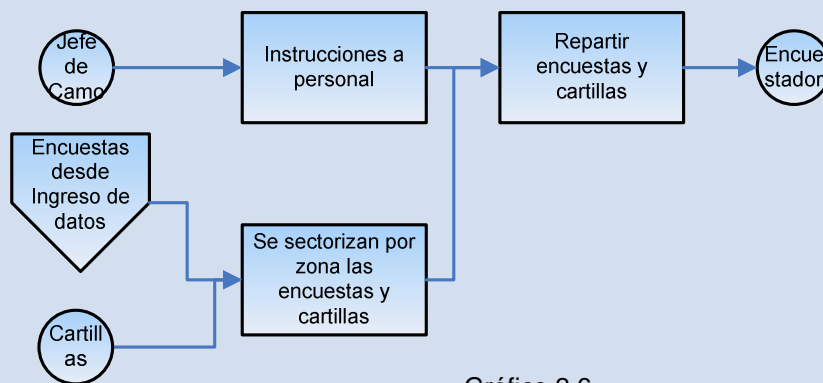 Jefe
de
Camo
Instrucciones a
personal
Repartir
encuestas y
cartillas
Encue
stador
Encuestas
desde
Ingreso de
datos
Se sectorizan por
zona las
encuestas y
cartillas
Cartill
as